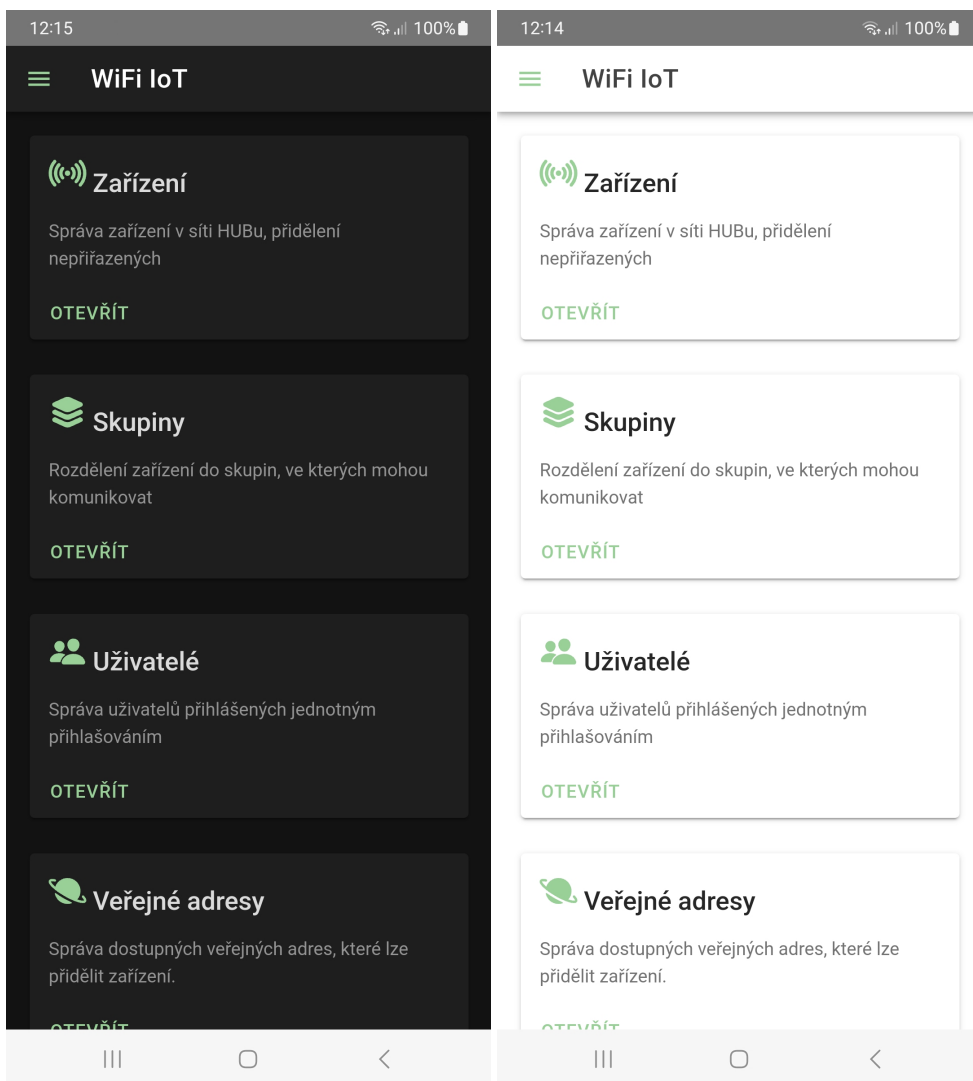 12:15
100%
WiFi IoT
Zařízení
Správa zařízení v síti HUBu, přidělení
nepřiřazených
OTEVŘÍT
Skupiny
Rozdělení zařízení do skupin, ve kterých mohou
komunikovat
OTEVŘÍT
Uživatelé
Správa uživatelů přihlášených jednotným
přihlašováním
OTEVŘÍT
Veřejné adresy
Správa dostupných veřejných adres, které lze
přidělit zařízení.
OTEVŘÍT
12:14
100%
WiFi IoT
Zařízení
Správa zařízení v síti HUBu, přidělení
nepřiřazených
OTEVŘÍT
Skupiny
Rozdělení zařízení do skupin, ve kterých mohou
komunikovat
OTEVŘÍT
Uživatelé
Správa uživatelů přihlášených jednotným
přihlašováním
OTEVŘÍT
Veřejné adresy
Správa dostupných veřejných adres, které lze
přidělit zařízení.
OTEVŘÍT